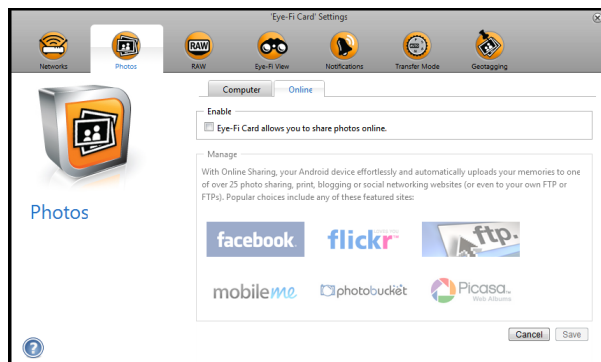 'Eye-Fi Card' Settings
Networks
Photos
RAW
RAW
Eye-Fi View
Notifications
Transfer Mode
Geotagging
Computer
Online
Enable
Eye-Fi Card allows you to share photos online.
Manage
With Online Sharing, your Android device effortlessly and automatically uploads your memories to one
of over 25 photo sharing, print, blogging or social networking websites (or even to your own FTP or
FTPs). Popular choices include any of these featured sites:
Photos
facebook.
flickr
ftp.
mobileme
photobucket
Picasa
Web Albums
Cancel
Save
?